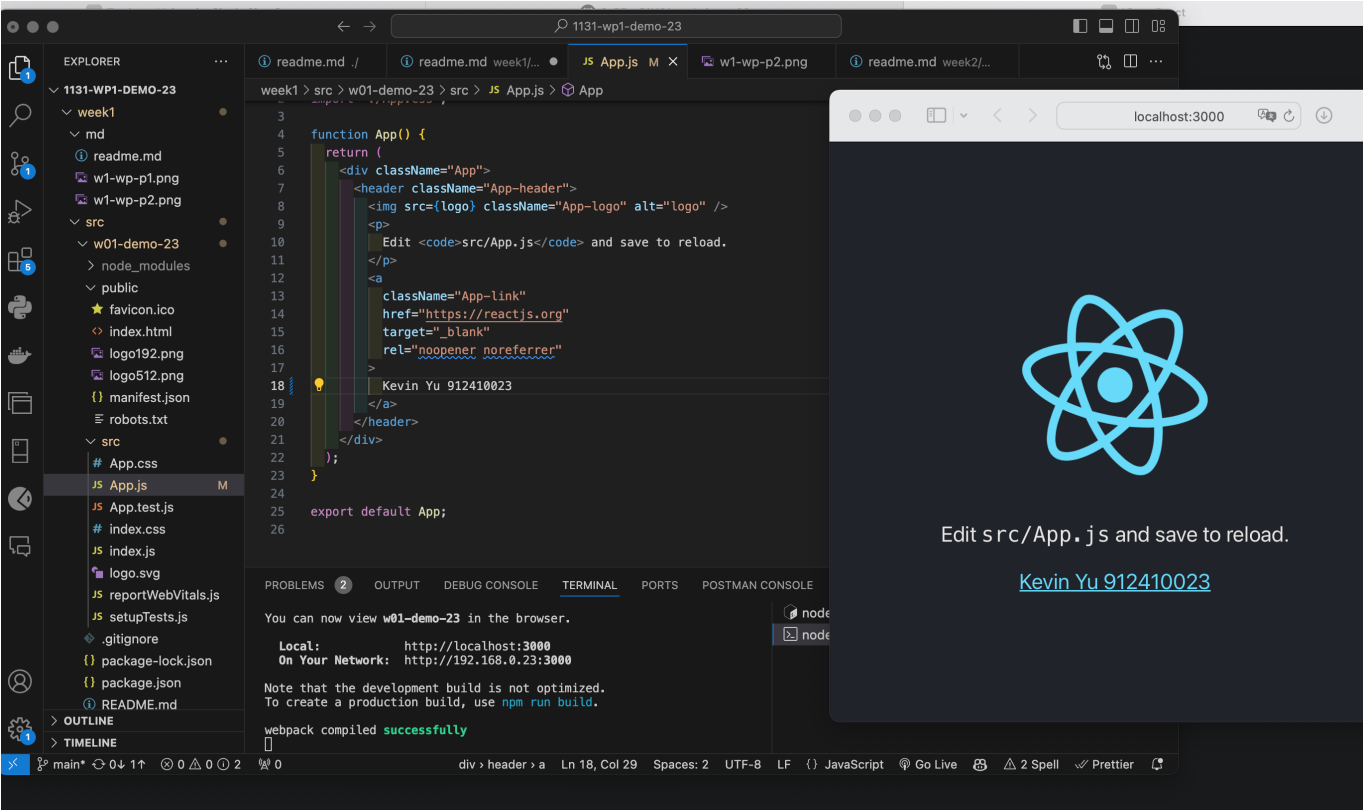 1131-wp1-demo-23
EXPLORER
1131-WP1-DEMO-23
week1
md
readme.md
w1-wp-p1.png
w1-wp-p2.png
src
w01-demo-23
node_modules
public
favicon.ico
index.html
logo192.png
logo512.png
manifest.json
robots.txt
src
App.css
App.js M
App.test.js
index.css
index.js
logo.svg
reportWebVitals.js
setupTests.js
.gitignore
package-lock.json
package.json
README.md
OUTLINE
TIMELINE
1
1
5
1
readme.md ./
readme.md week1/...
JS App.js M
w1-wp-p2.png
readme.md week2/...
week1 > src > w01-demo-23 > src > JS App.js > App
3
4 function App() {
5 return (
6 <div className="App">
7 <header className="App-header">
8 <img src={logo} className="App-logo" alt="logo" />
9 <p>
10 Edit <code>src/App.js</code> and save to reload.
11 </p>
12 <a
13 className="App-link"
14 href="https://reactjs.org"
15 target="_blank"
16 rel="noopener noreferrer"
17 >
18 Kevin Yu 912410023
19 </a>
20 </header>
21 </div>
22 );
23 }
24
25 export default App;
26
PROBLEMS 2 OUTPUT DEBUG CONSOLE TERMINAL PORTS POSTMAN CONSOLE
You can now view w01-demo-23 in the browser.
Local: http://localhost:3000
On Your Network: http://192.168.0.23:3000
Note that the development build is not optimized.
To create a production build, use npm run build.
webpack compiled successfully
node
node
localhost:3000
Edit src/App.js and save to reload.
Kevin Yu 912410023
main* 0↓ 1↑ 0 0 2 0 div > header > a Ln 18, Col 29 Spaces: 2 UTF-8 LF {} JavaScript Go Live 2 Spell Prettier